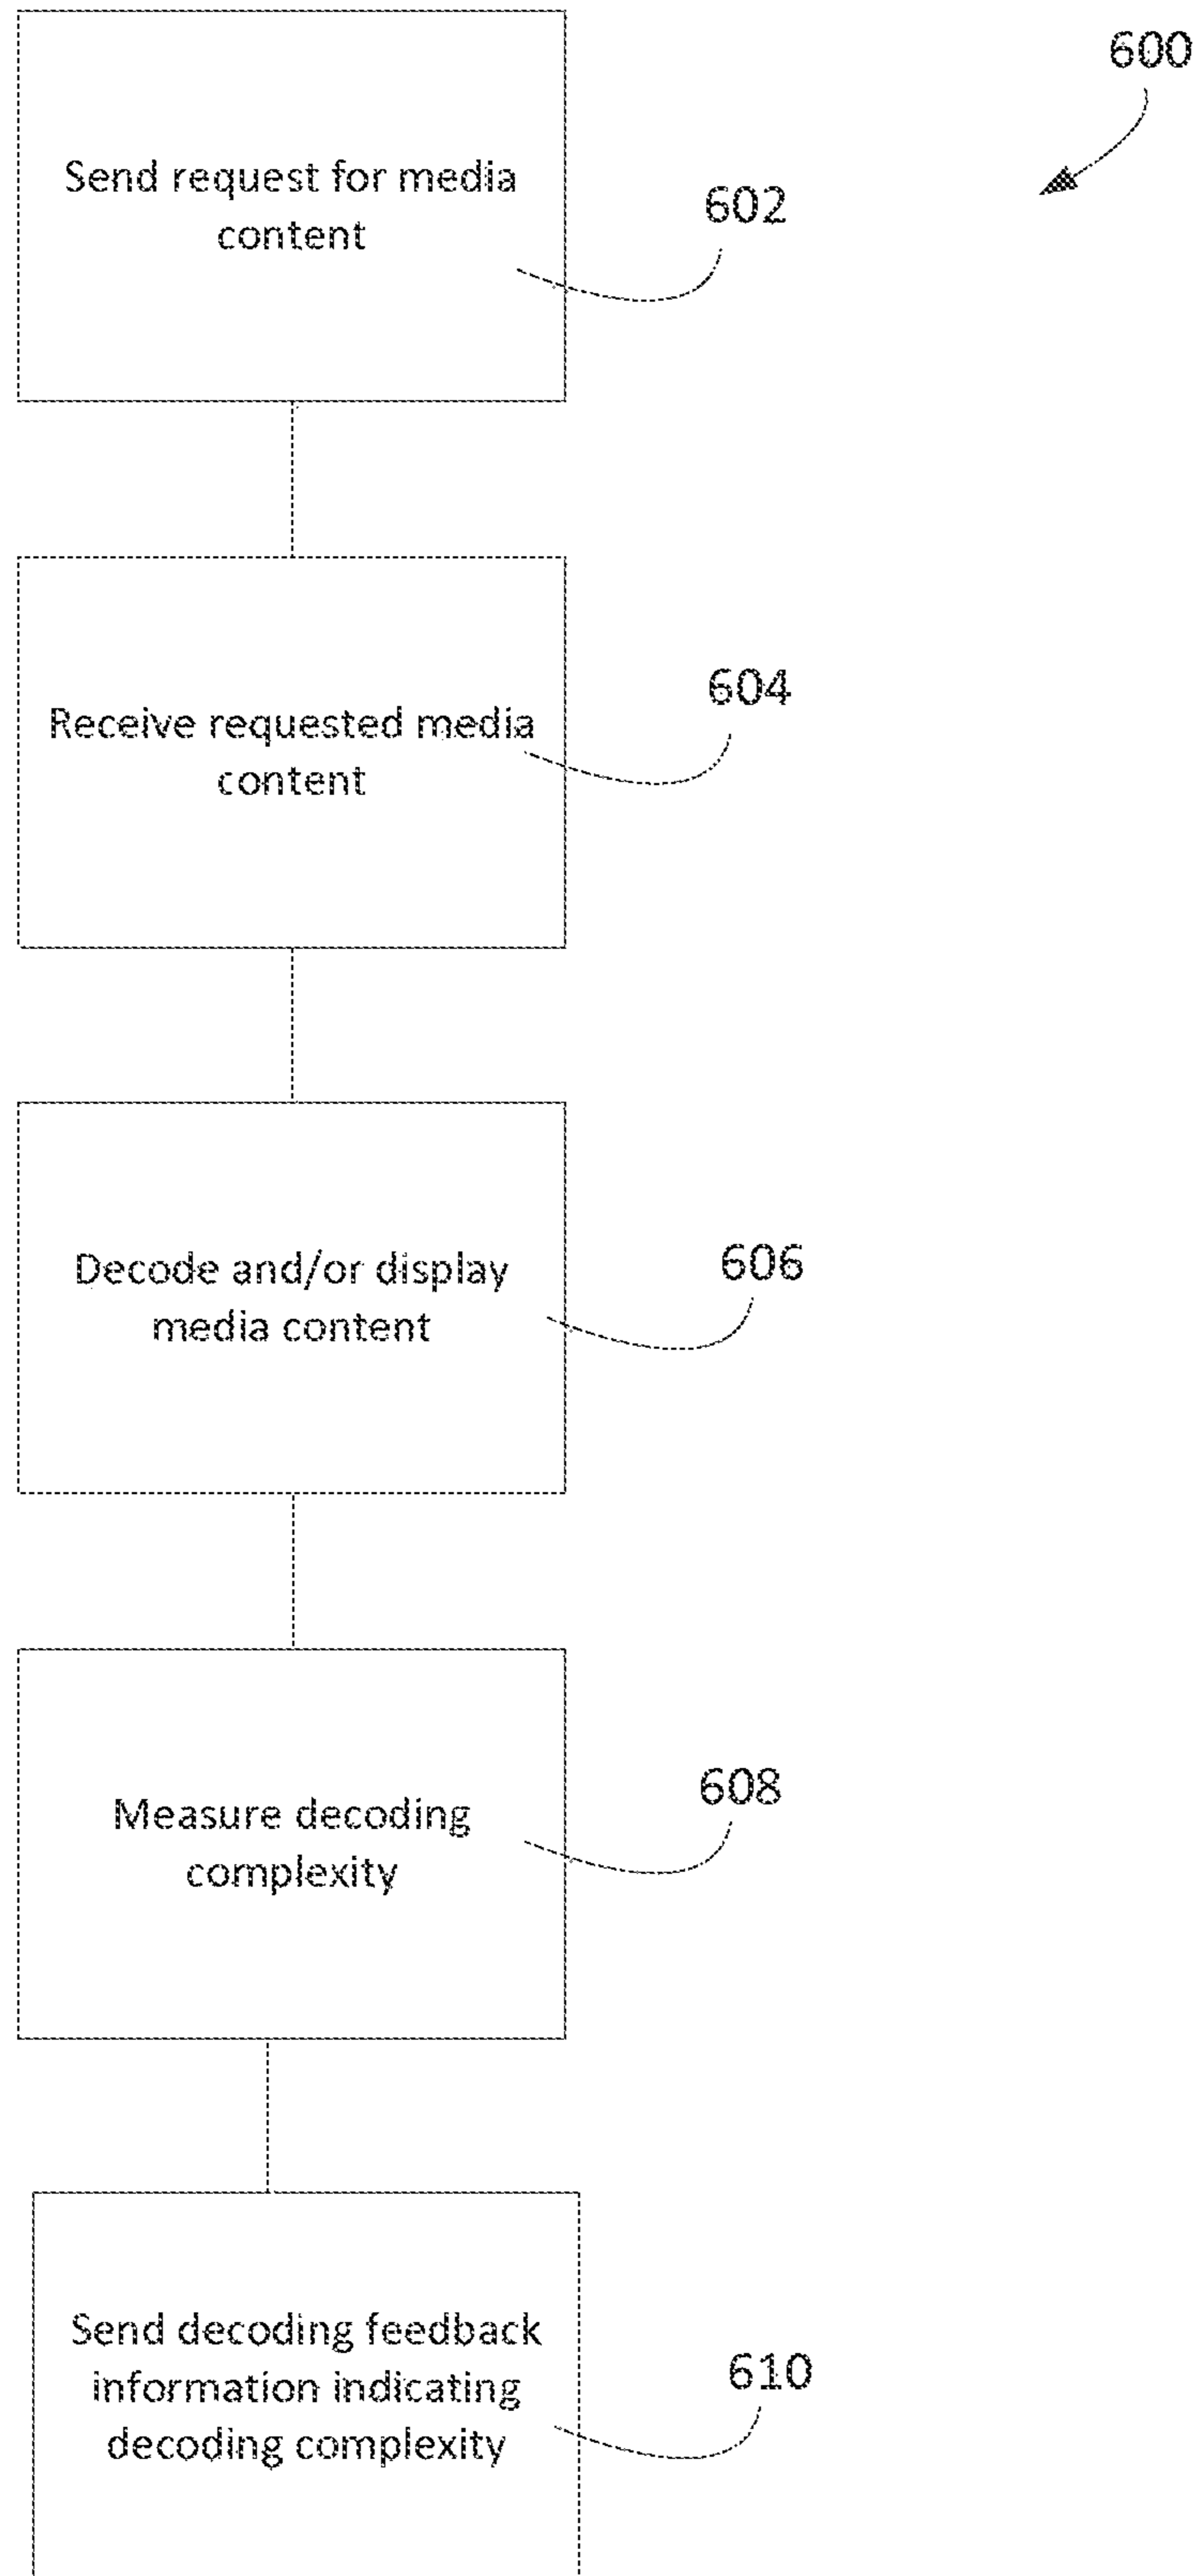 600
Send request for media
content
602
Receive requested media
content
604
Decode and/or display
media content
606
Measure decoding
complexity
608
Send decoding feedback
information indicating
decoding complexity
610